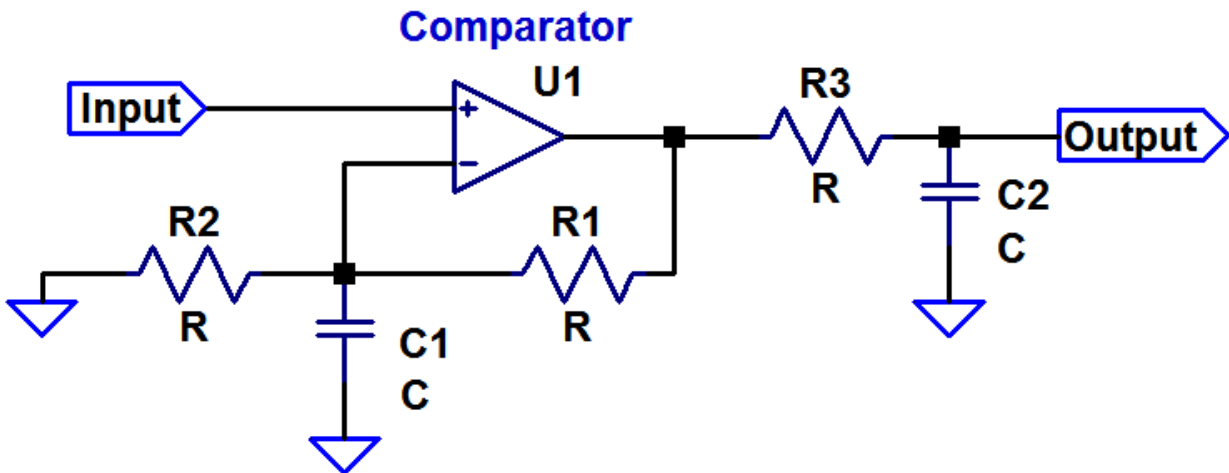 Comparator
U1
Input
+
−
R3
R
Output
C2
C
R2
R
R1
R
C1
C